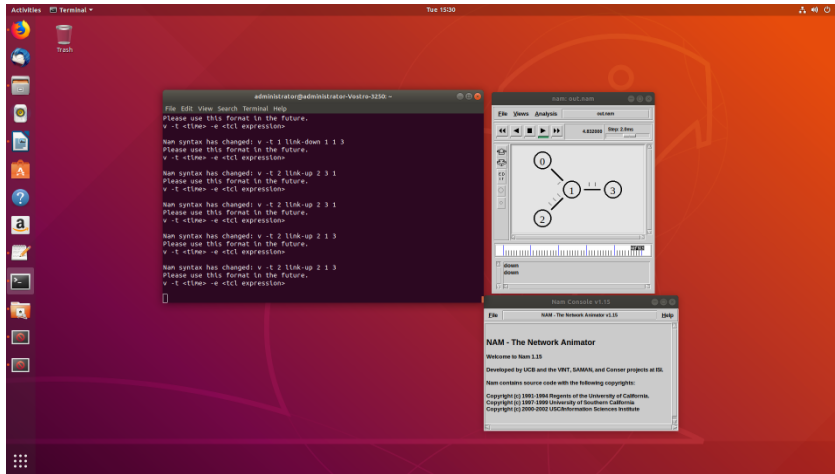 Activities Terminal Tue 15:30
Trash
administrator@administrator-Vostro-3250: ~
File Edit View Search Terminal Help
Please use this format in the future.
v -t <time> -e <tcl expression>
Nam syntax has changed: v -t 1 link-down 1 1 3
Please use this format in the future.
v -t <time> -e <tcl expression>
Nam syntax has changed: v -t 2 link-up 2 3 1
Please use this format in the future.
v -t <time> -e <tcl expression>
Nam syntax has changed: v -t 2 link-up 2 3 1
Please use this format in the future.
v -t <time> -e <tcl expression>
Nam syntax has changed: v -t 2 link-up 2 1 3
Please use this format in the future.
v -t <time> -e <tcl expression>
Nam syntax has changed: v -t 2 link-up 2 1 3
Please use this format in the future.
v -t <time> -e <tcl expression>
nam: out.nam
File Views Analysis out.nam
Step: 2.0ms
0
1
3
2
down
down
Nam Console v1.15
File NAM - The Network Animator v1.15 Help
NAM - The Network Animator
Welcome to Nam 1.15
Developed by UCB and the VINT, SAMAN, and Conser projects at ISI.
Nam contains source code with the following copyrights:
Copyright (c) 1991-1994 Regents of the University of California.
Copyright (c) 1997-1999 University of Southern California
Copyright (c) 2000-2002 USC/Information Sciences Institute